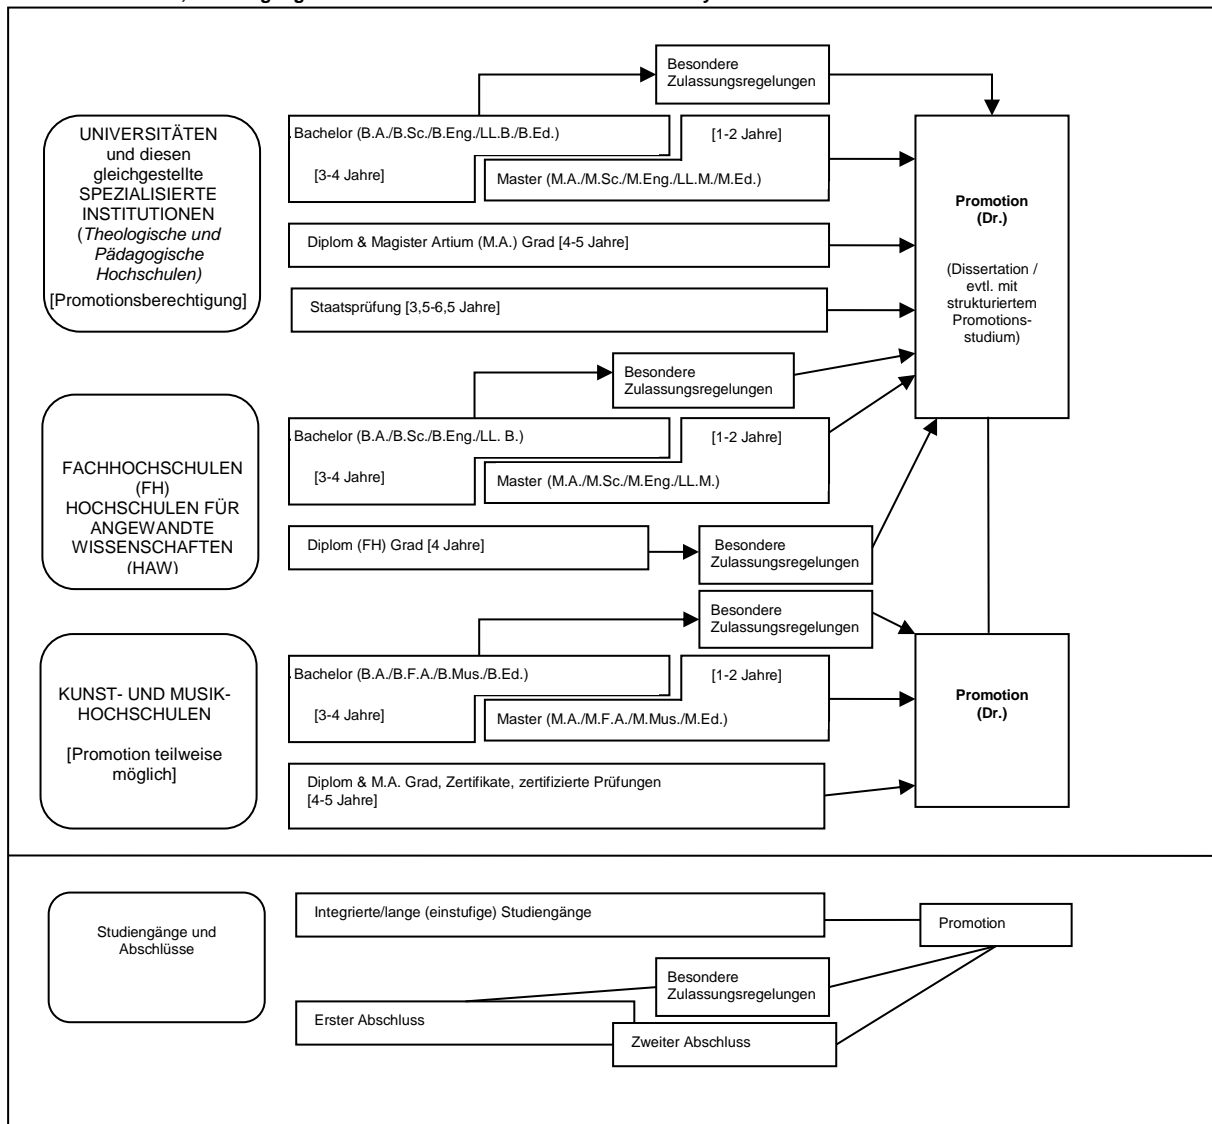 Besondere
Zulassungsregelungen
UNIVERSITÄTEN
und diesen
gleichgestellte
SPEZIALISIERTE
INSTITUTIONEN
(Theologische und
Pädagogische
Hochschulen)
[Promotionsberechtigung]
Bachelor (B.A./B.Sc./B.Eng./LL.B./B.Ed.)
[3-4 Jahre]
[1-2 Jahre]
Master (M.A./M.Sc./M.Eng./LL.M./M.Ed.)
Diplom & Magister Artium (M.A.) Grad [4-5 Jahre]
Staatsprüfung [3,5-6,5 Jahre]
Promotion
(Dr.)
(Dissertation /
evtl. mit
strukturiertem
Promotions-
studium)
Besondere
Zulassungsregelungen
FACHHOCHSCHULEN
(FH)
HOCHSCHULEN FÜR
ANGEWANDTE
WISSENSCHAFTEN
(HAW)
Bachelor (B.A./B.Sc./B.Eng./LL. B.)
[3-4 Jahre]
[1-2 Jahre]
Master (M.A./M.Sc./M.Eng./LL.M.)
Diplom (FH) Grad [4 Jahre]
Besondere
Zulassungsregelungen
Besondere
Zulassungsregelungen
KUNST- UND MUSIK-
HOCHSCHULEN
[Promotion teilweise
möglich]
Bachelor (B.A./B.F.A./B.Mus./B.Ed.)
[3-4 Jahre]
[1-2 Jahre]
Master (M.A./M.F.A./M.Mus./M.Ed.)
Diplom & M.A. Grad, Zertifikate, zertifizierte Prüfungen
[4-5 Jahre]
Promotion
(Dr.)
Studiengänge und
Abschlüsse
Integrierte/lange (einstufige) Studiengänge
Promotion
Besondere
Zulassungsregelungen
Erster Abschluss
Zweiter Abschluss